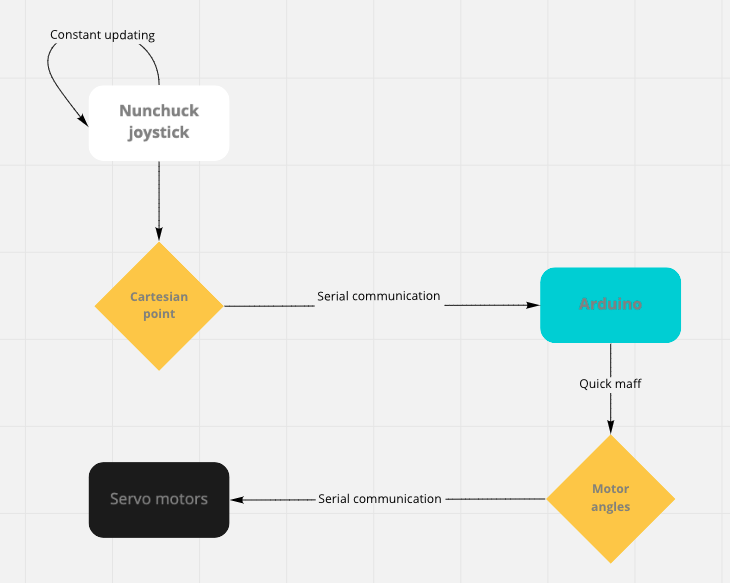 Constant updating
Nunchuck
joystick
Cartesian
point
Serial communication
Arduino
Quick maff
Motor
angles
Serial communication
Servo motors